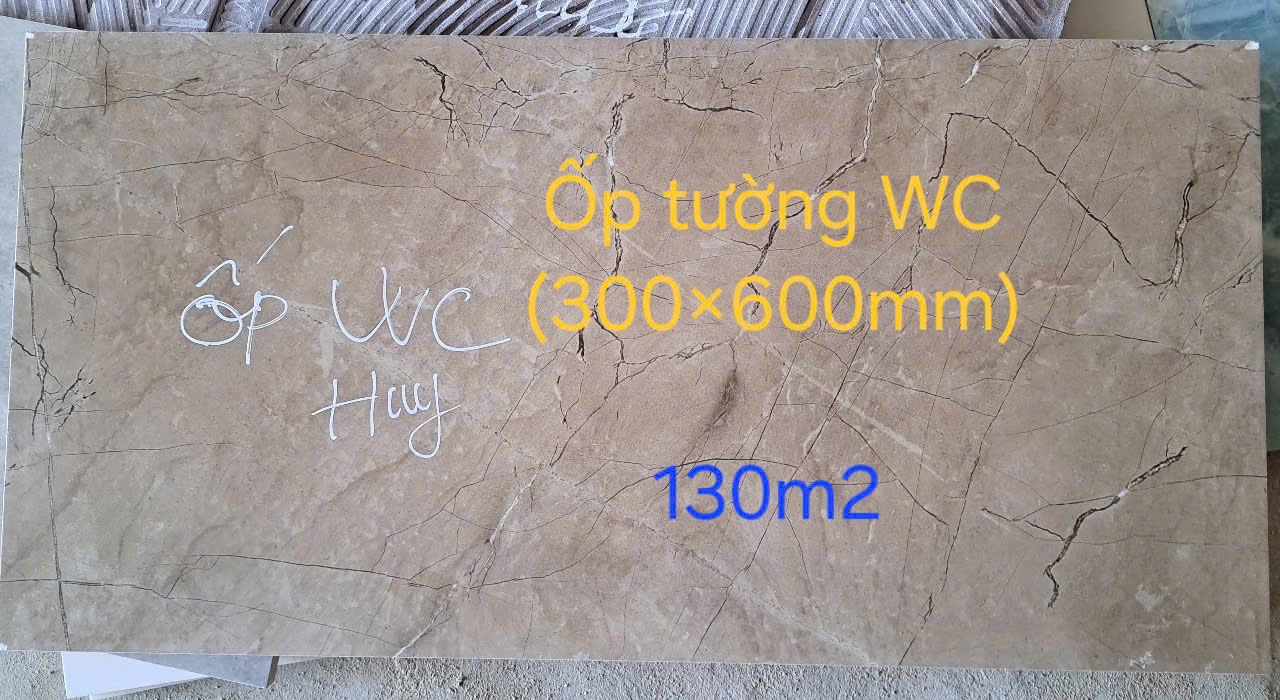 Ốp tường WC
(300×600mm)
Ốp WC
Huy
130m2